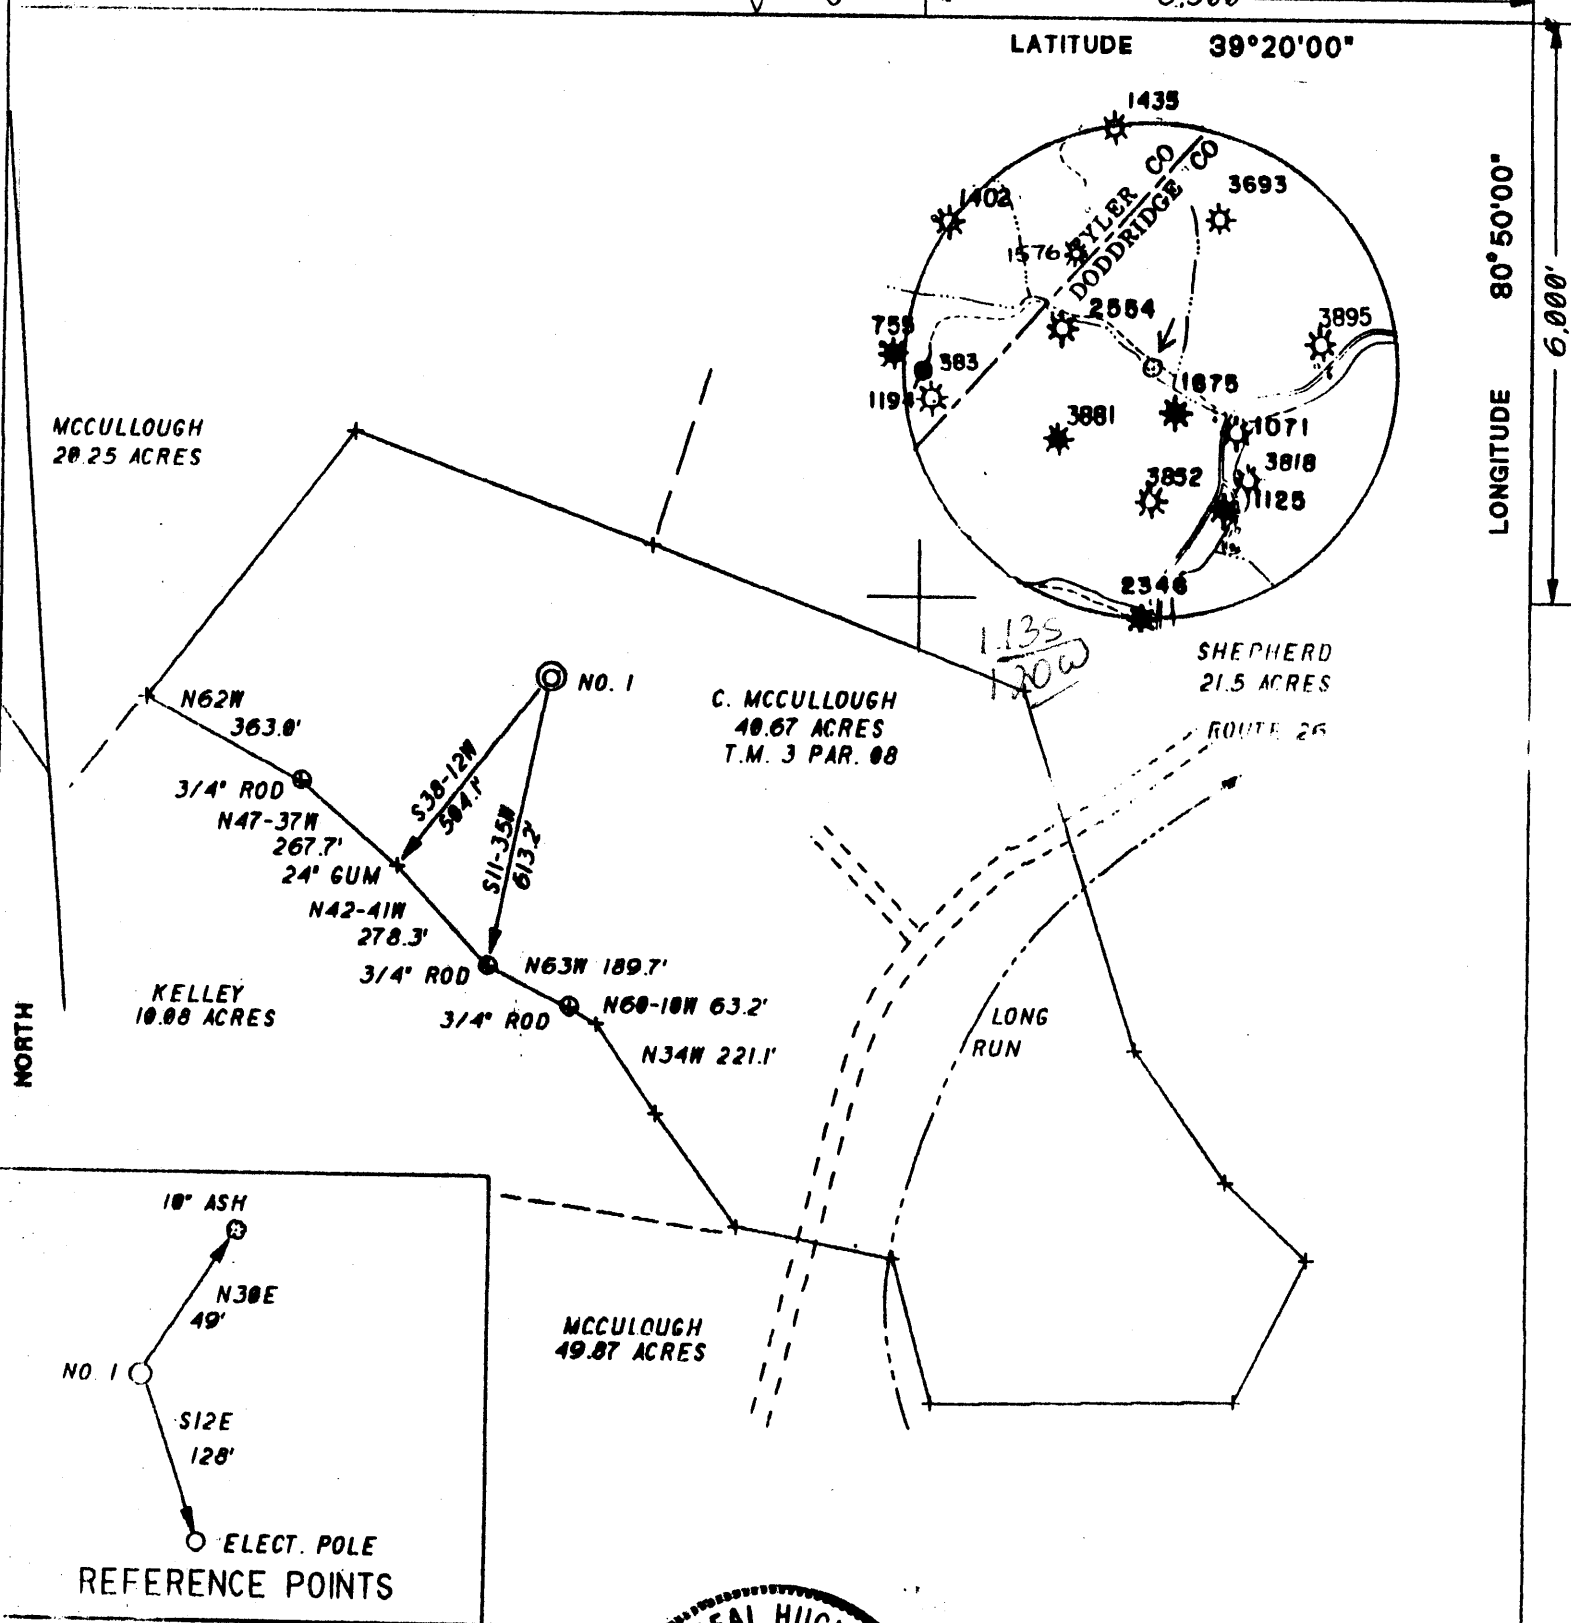 LATITUDE 39°20'00"
LONGITUDE 80°50'00"
6,000'
1435
1402
TYLER CO
DODDRIDGE CO
3693
1576
2554
755
383
1194
3895
1675
3881
1071
3818
3852
1125
2346
MCCULLOUGH
20.25 ACRES
1.13S
1.20W
SHEPHERD
21.5 ACRES
ROUTE 26
NO. 1
C. MCCULLOUGH
40.67 ACRES
T.M. 3 PAR. 08
N62W
363.0'
S38-12W
504.1'
S11-35W
613.2'
3/4" ROD
N47-37W
267.7'
24" GUM
N42-41W
278.3'
3/4" ROD
N63W 189.7'
3/4" ROD
N60-10W 63.2'
N34W 221.1'
KELLEY
10.08 ACRES
NORTH
LONG
RUN
10" ASH
N30E
49'
NO. 1
S12E
128'
ELECT. POLE
REFERENCE POINTS
MCCULOUGH
49.87 ACRES